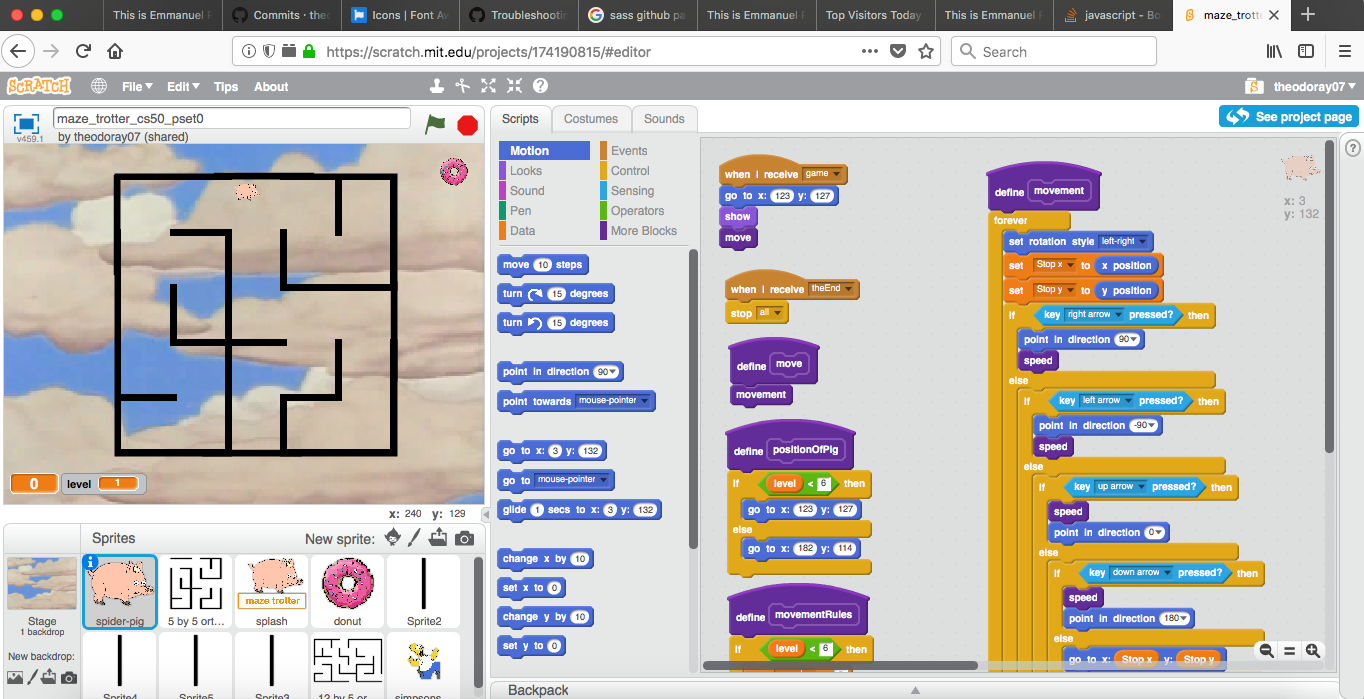 This is Emmanuel
Commits · theo
Icons | Font Av
Troubleshootin
sass github pa
This is Emmanuel
Top Visitors Today
This is Emmanuel
javascript - Bo
maze_trotte
https://scratch.mit.edu/projects/174190815/#editor
Search
SCRATCH
File
Edit
Tips
About
theodoray07
v459.1
maze_trotter_cs50_pset0
by theodoray07 (shared)
Scripts
Costumes
Sounds
See project page
Motion
Looks
Sound
Pen
Data
Events
Control
Sensing
Operators
More Blocks
move 10 steps
turn 15 degrees
turn 15 degrees
point in direction 90
point towards mouse-pointer
go to x: 3 y: 132
go to mouse-pointer
glide 1 secs to x: 3 y: 132
change x by 10
set x to 0
change y by 10
set y to 0
when I receive game
go to x: 123 y: 127
show
move
when I receive theEnd
stop all
define move
movement
define positionOfPig
if level < 6 then
go to x: 123 y: 127
else
go to x: 182 y: 114
define movementRules
if level < 6 then
define movement
forever
set rotation style left-right
set Stop x to x position
set Stop y to y position
if key right arrow pressed? then
point in direction 90
speed
else
if key left arrow pressed? then
point in direction -90
speed
else
if key up arrow pressed? then
speed
point in direction 0
else
if key down arrow pressed? then
speed
point in direction 180
else
go to x: Stop x y: Stop y
x: 3
y: 132
0
level 1
x: 240 y: 129
Sprites
New sprite:
Stage
1 backdrop
New backdrop:
spider-pig
5 by 5 ort...
maze trotter
splash
donut
Sprite2
Sprite4
Sprite5
Sprite3
12 by 5 or...
simpsons
Backpack